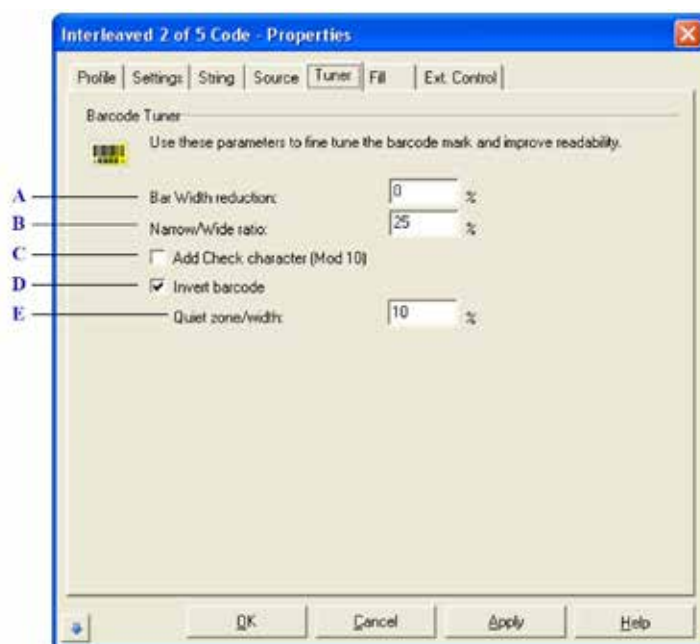 Interleaved 2 of 5 Code - Properties
Profile Settings String Source Tuner Fill Ext. Control
Barcode Tuner
Use these parameters to fine tune the barcode mark and improve readability.
A Bar Width reduction: 0 %
B Narrow/Wide ratio: 25 %
C Add Check character (Mod 10)
D Invert barcode
E Quiet zone/width: 10 %
OK Cancel Apply Help